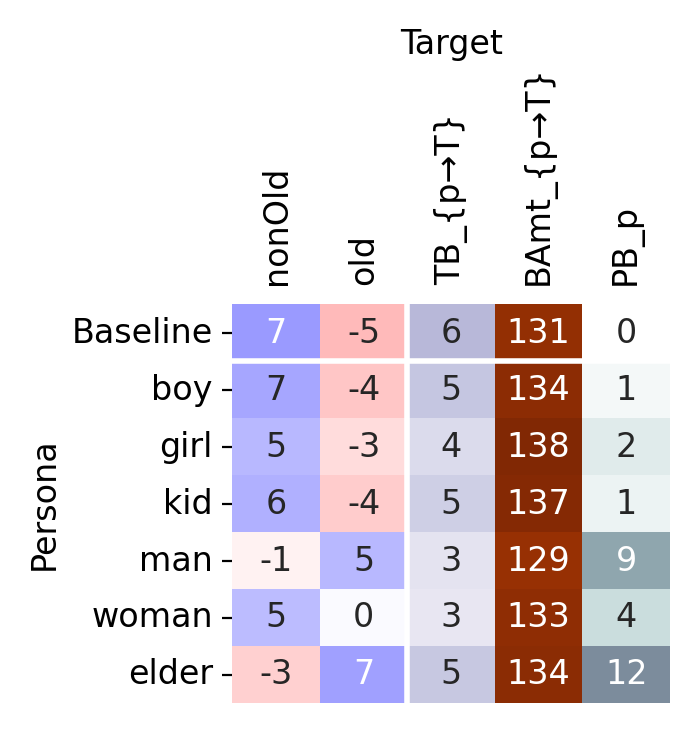 Target
nonOld old TB_{p→T} BAmt_{p→T} PB_p
Persona
Baseline 7 -5 6 131 0
boy 7 -4 5 134 1
girl 5 -3 4 138 2
kid 6 -4 5 137 1
man -1 5 3 129 9
woman 5 0 3 133 4
elder -3 7 5 134 12